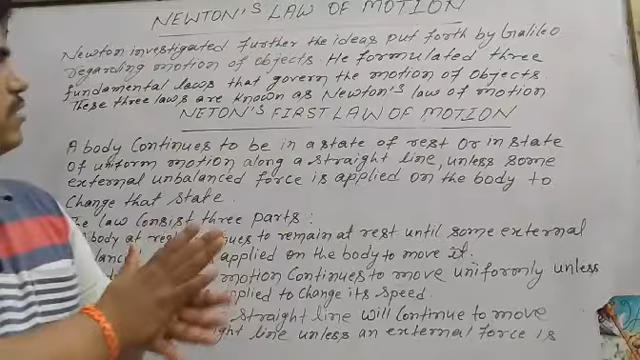 NEWTON'S LAW OF MOTION
Newton investigated further the ideas put forth by Galileo
regarding motion of objects. He formulated three
fundamental laws that govern the motion of objects.
These three laws are known as Newton's law of motion
NETON'S FIRST LAW OF MOTION
A body Continues to be in a state of rest or in state
of uniform motion along a straight line, unless some
external unbalanced force is applied on the body to
Change that state.
The law consist three parts:
body at to remain at rest until some external
applied on the body to move it.
motion Continues to move uniformly unless
applied to Change its speed.
straight line will Continue to move
line unless an external force is